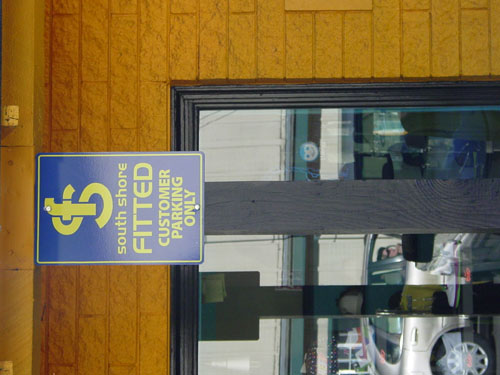 south shore
FITTED
CUSTOMER
PARKING
ONLY